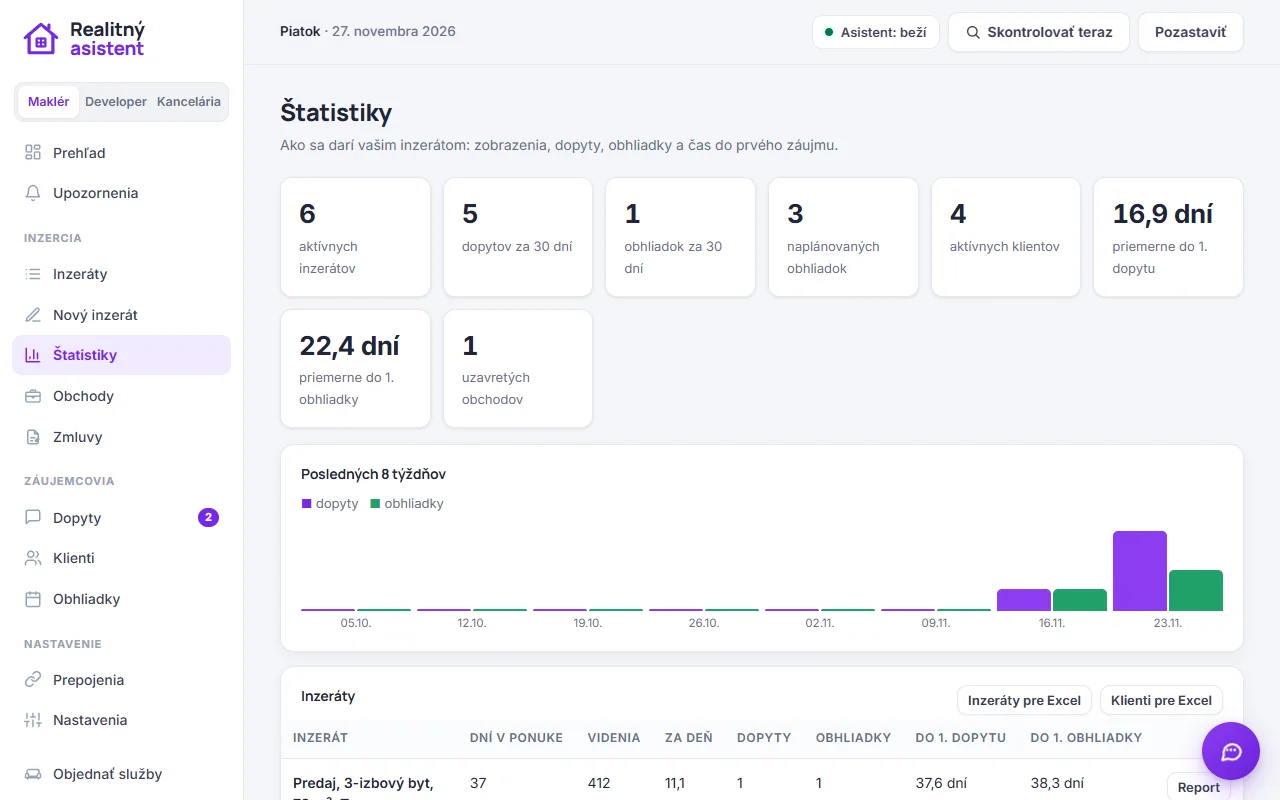 Realitný
asistent
Maklér Developer Kancelária
Prehľad
Upozornenia
INZERCIA
Inzeráty
Nový inzerát
Štatistiky
Obchody
Zmluvy
ZÁUJEMCOVIA
Dopyty 2
Klienti
Obhliadky
NASTAVENIE
Prepojenia
Nastavenia
Objednať služby
Piatok · 27. novembra 2026
Asistent: beží
Skontrolovať teraz
Pozastaviť
Štatistiky
Ako sa darí vašim inzerátom: zobrazenia, dopyty, obhliadky a čas do prvého záujmu.
6
aktívnych
inzerátov
5
dopytov za 30 dní
1
obhliadok za 30
dní
3
naplánovaných
obhliadok
4
aktívnych klientov
16,9 dní
priemerne do 1.
dopytu
22,4 dní
priemerne do 1.
obhliadky
1
uzavretých
obchodov
Posledných 8 týždňov
dopyty obhliadky
05.10. 12.10. 19.10. 26.10. 02.11. 09.11. 16.11. 23.11.
Inzeráty
Inzeráty pre Excel Klienti pre Excel
INZERÁT DNÍ V PONUKE VIDENIA ZA DEŇ DOPYTY OBHLIADKY DO 1. DOPYTU DO 1. OBHLIADKY
Predaj, 3-izbový byt, 37 412 11,1 1 1 37,6 dní 38,3 dní
Report